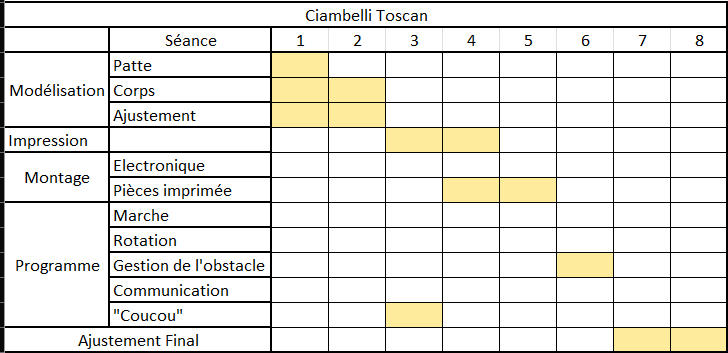 Ciambelli Toscan
Séance 1 2 3 4 5 6 7 8
Modélisation
Patte
Corps
Ajustement
Impression
Montage
Electronique
Pièces imprimée
Programme
Marche
Rotation
Gestion de l'obstacle
Communication
"Coucou"
Ajustement Final